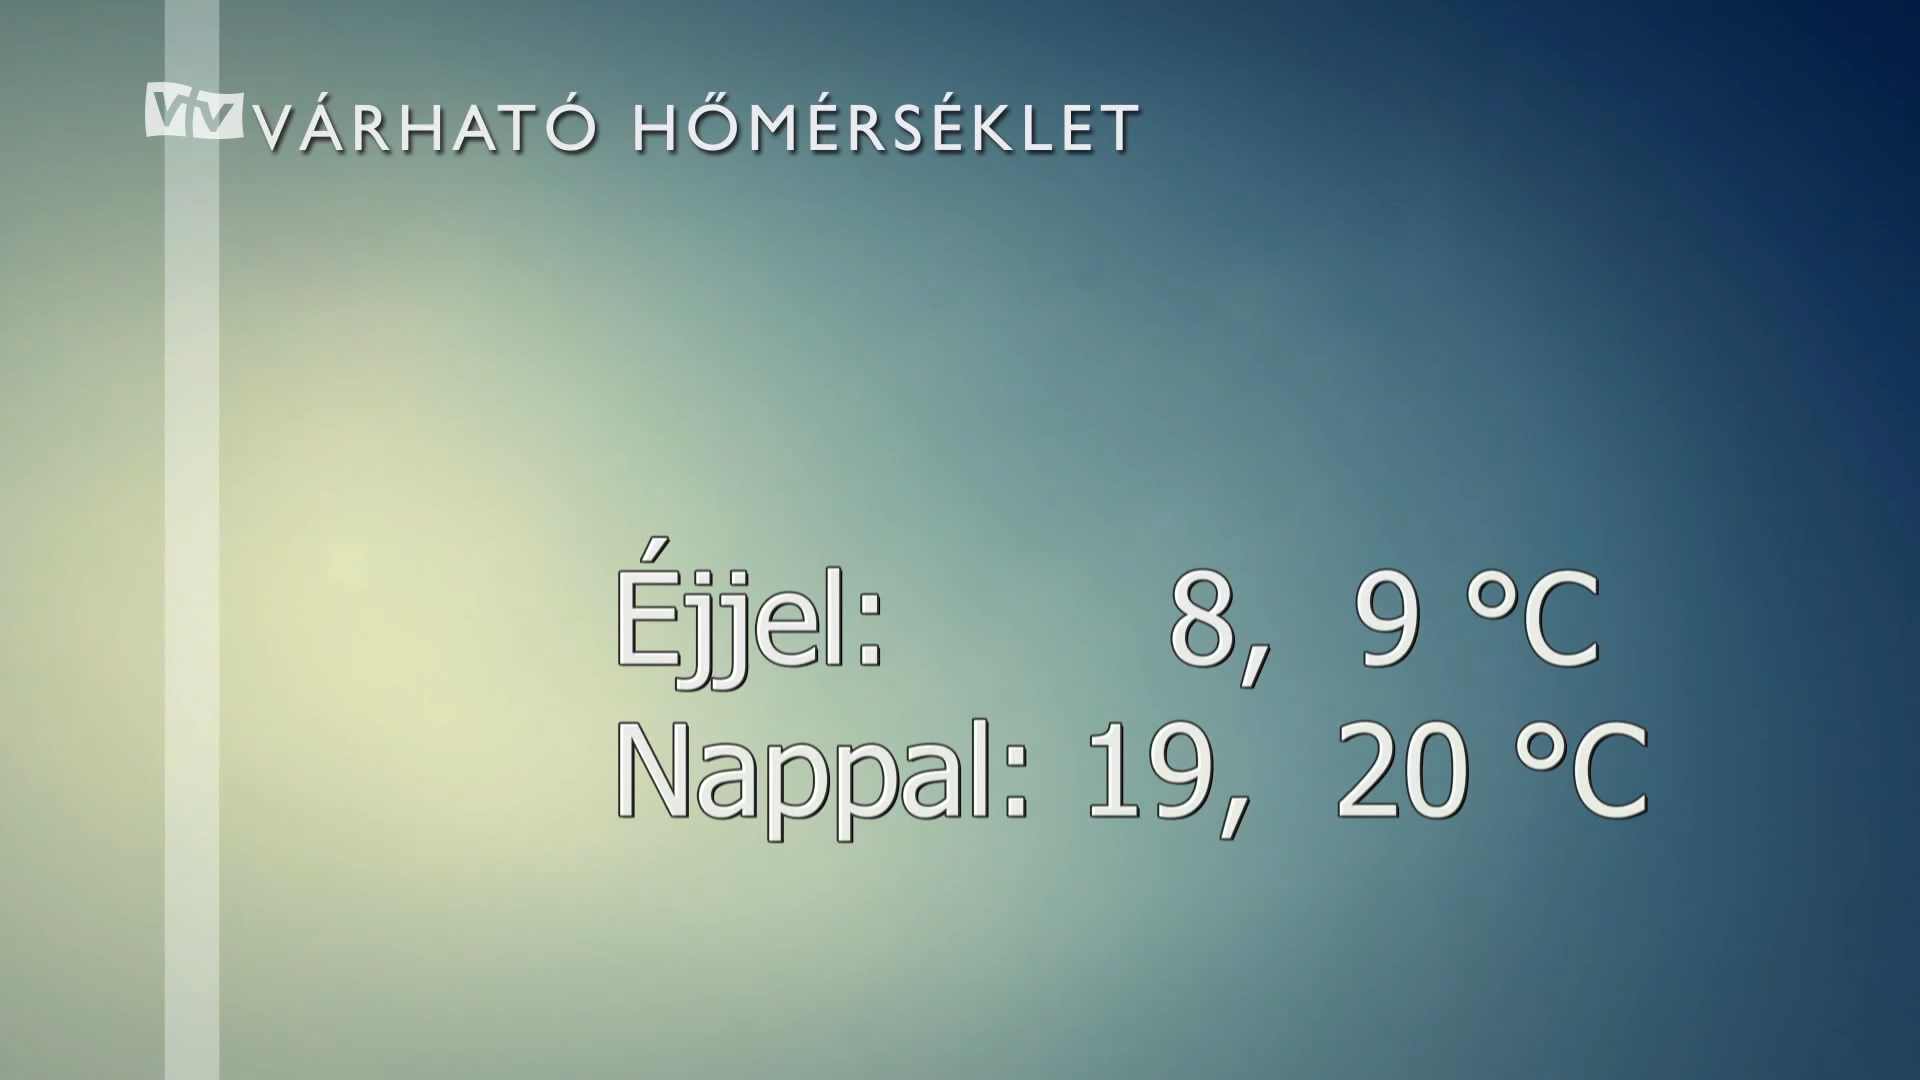 VTV VÁRHATÓ HŐMÉRSÉKLET
Éjjel: 8, 9 °C
Nappal: 19, 20 °C